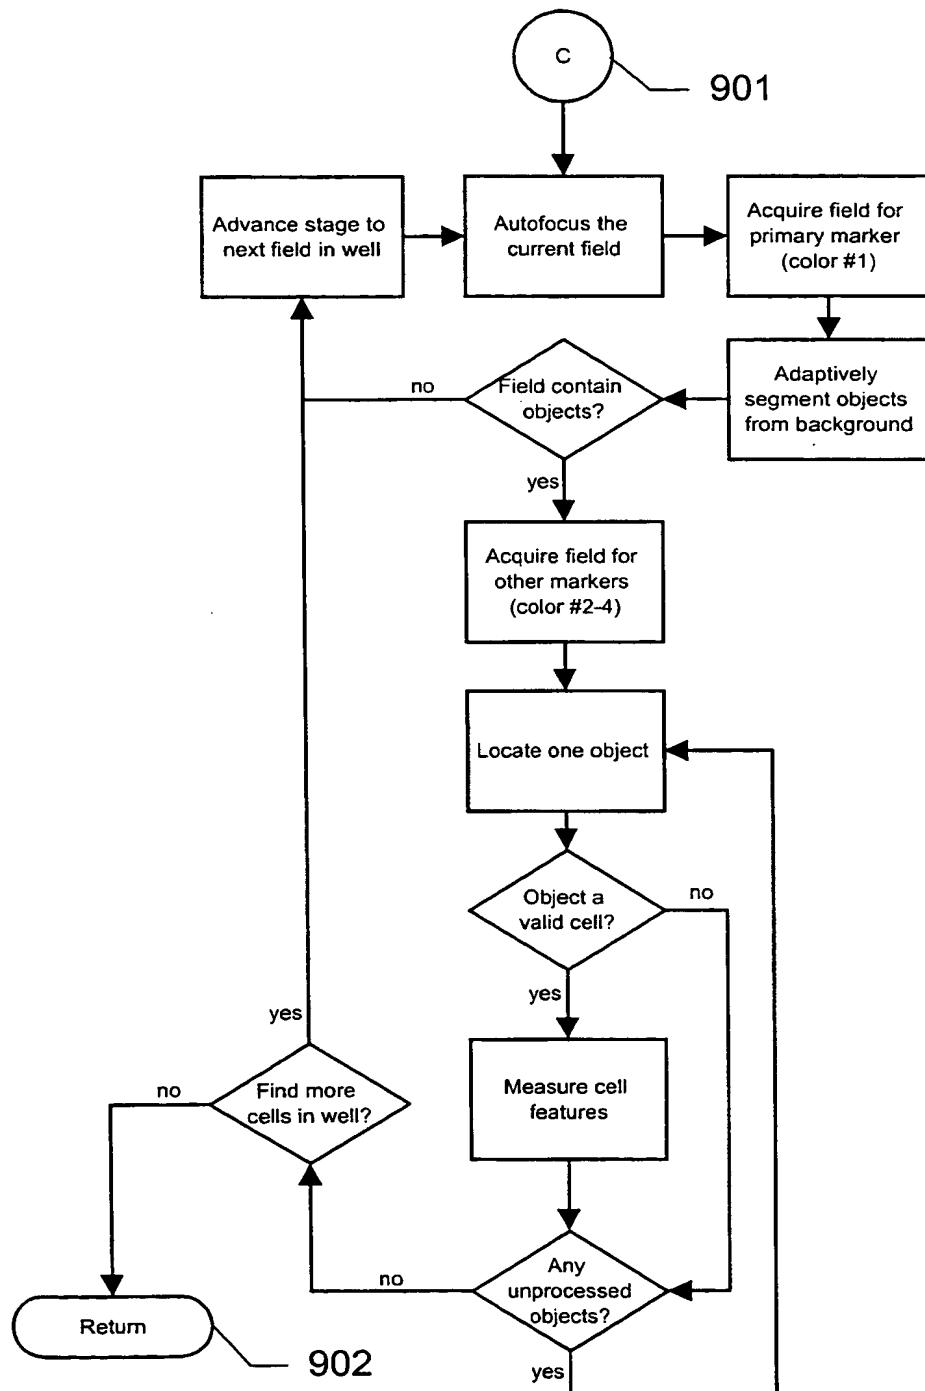 C
901
Advance stage to
next field in well
Autofocus the
current field
Acquire field for
primary marker
(color #1)
no
Field contain
objects?
Adaptively
segment objects
from background
yes
Acquire field for
other markers
(color #2-4)
Locate one object
Object a
valid cell?
no
yes
Measure cell
features
yes
no
Find more
cells in well?
no
Any
unprocessed
objects?
Return
902
yes